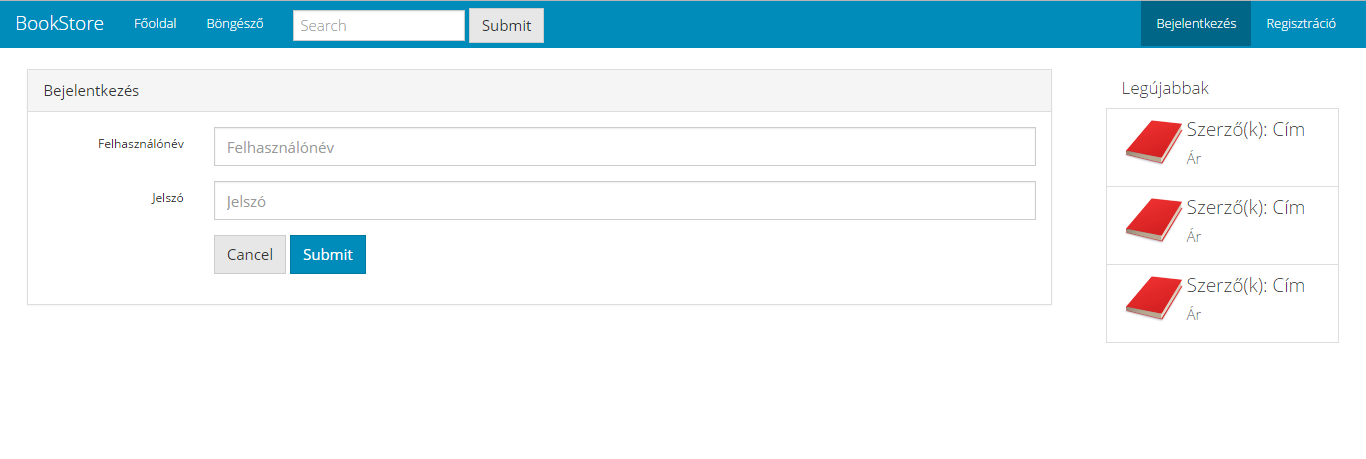 BookStore Főoldal Böngésző Search Submit Bejelentkezés Regisztráció
Bejelentkezés
Felhasználónév Felhasználónév
Jelszó Jelszó
Cancel Submit
Legújabbak
Szerző(k): Cím
Ár
Szerző(k): Cím
Ár
Szerző(k): Cím
Ár